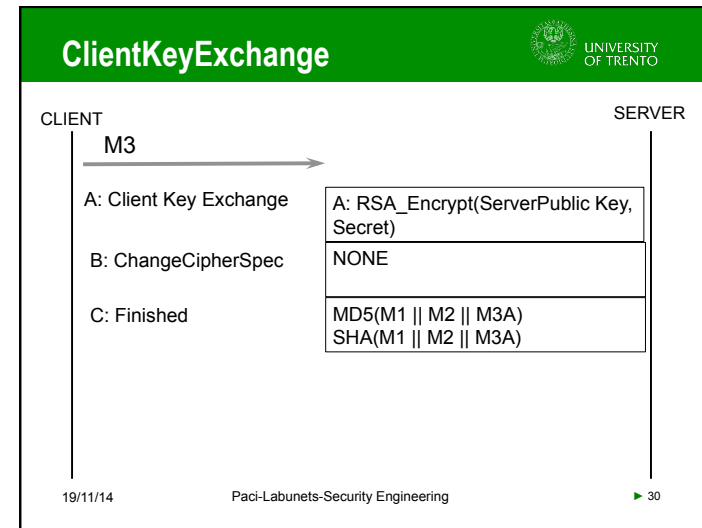 ClientKeyExchange
UNIVERSITY
OF TRENTO
CLIENT
SERVER
M3
A: Client Key Exchange
A: RSA_Encrypt(ServerPublic Key,
Secret)
B: ChangeCipherSpec
NONE
C: Finished
MD5(M1 || M2 || M3A)
SHA(M1 || M2 || M3A)
19/11/14
Paci-Labunets-Security Engineering
► 30